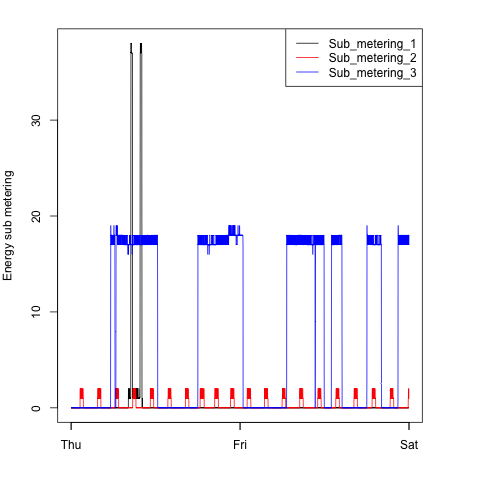 Sub_metering_1
Sub_metering_2
Sub_metering_3
Energy sub metering
30
20
10
0
Thu
Fri
Sat